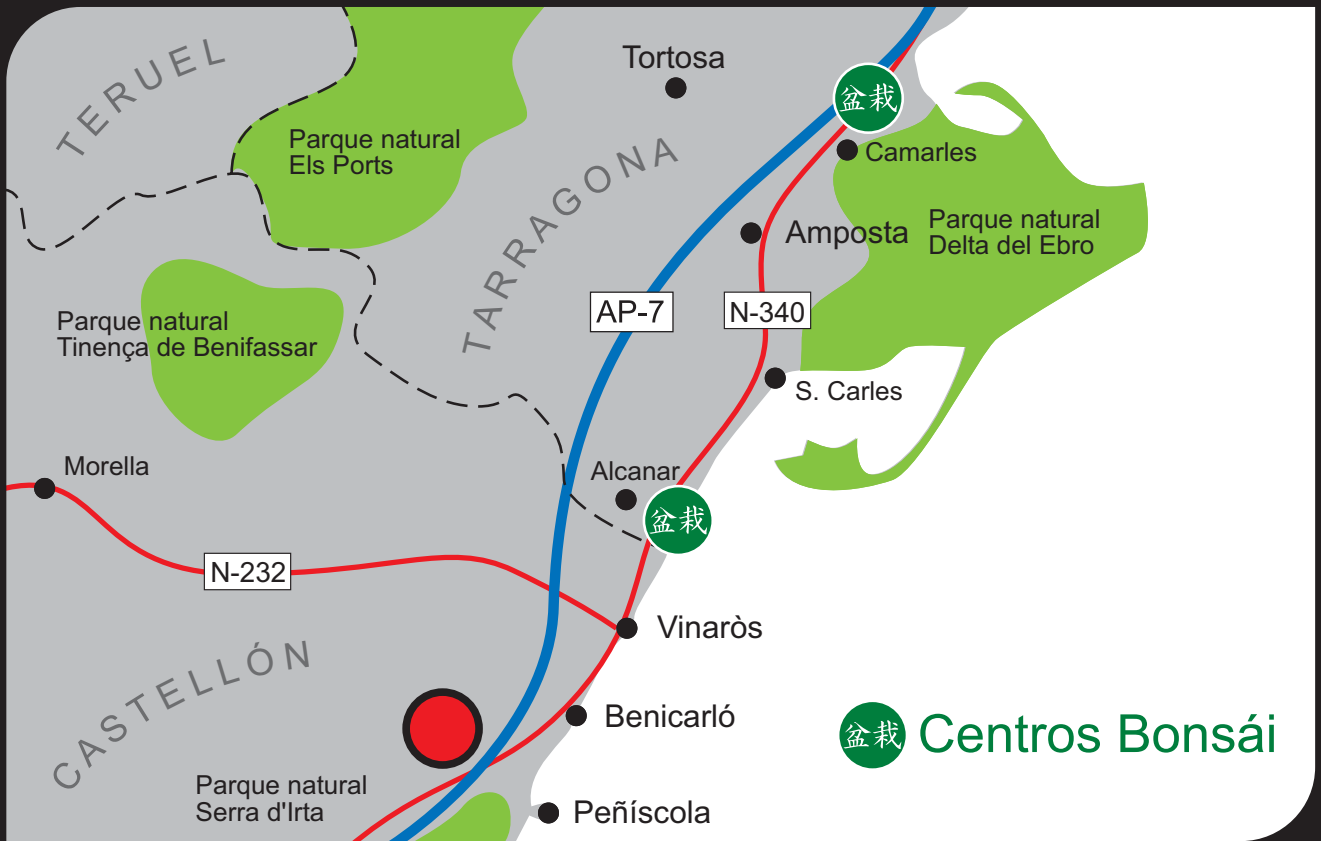 TERUEL
Tortosa
盆栽
Parque natural
Els Ports
Camarles
TARRAGONA
Amposta
Parque natural
Delta del Ebro
AP-7
N-340
Parque natural
Tinença de Benifassar
S. Carles
Morella
Alcanar
盆栽
N-232
Vinaròs
CASTELLÓN
Benicarló
盆栽 Centros Bonsái
Parque natural
Serra d'Irta
Peñíscola